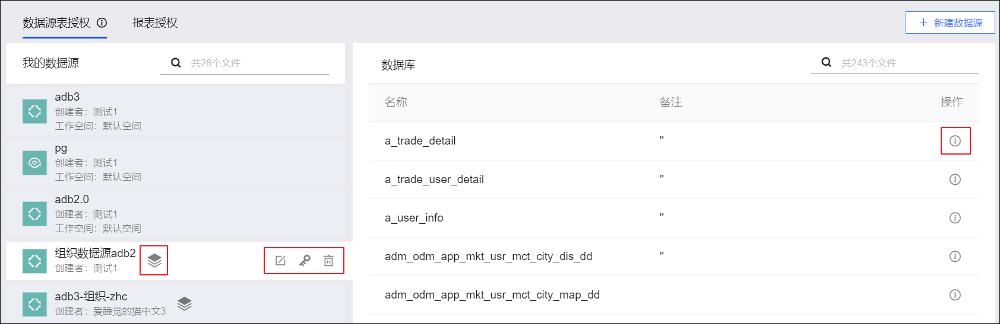 数据源表授权 报表授权
+ 新建数据源
我的数据源 共28个文件
adb3
创建者：测试1
工作空间：默认空间
pg
创建者：测试1
工作空间：默认空间
adb2.0
创建者：测试1
工作空间：默认空间
组织数据源adb2
创建者：测试1
adb3-组织-zhc
创建者：爱睡觉的猫中文3
数据库 共243个文件
名称 备注 操作
a_trade_detail "
a_trade_user_detail "
a_user_info "
adm_odm_app_mkt_usr_mct_city_dis_dd "
adm_odm_app_mkt_usr_mct_city_map_dd